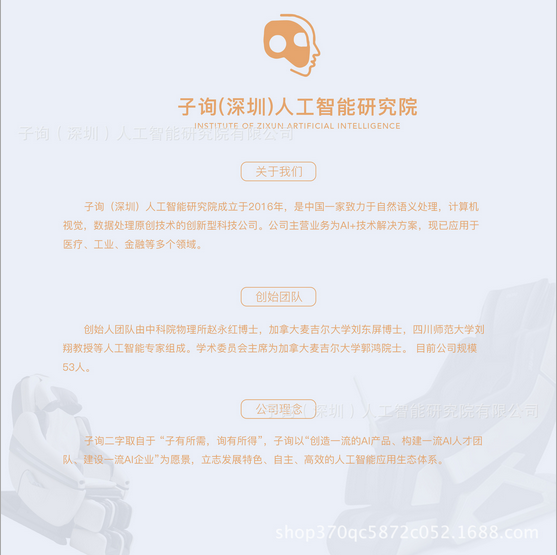 子询(深圳)人工智能研究院
INSTITUTE OF ZIXUN ARTIFICIAL INTELLIGENCE
子询（深圳）人工智能研究院有限公司
关于我们
子询（深圳）人工智能研究院成立于2016年，是中国一家致力于自然语义处理，计算机
视觉，数据处理原创技术的创新型科技公司。公司主营业务为AI+技术解决方案，现已应用于
医疗、工业、金融等多个领域。
创始团队
创始人团队由中科院物理所赵永红博士，加拿大麦吉尔大学刘东屏博士，四川师范大学刘
翔教授等人工智能专家组成。学术委员会主席为加拿大麦吉尔大学郭鸿院士。 目前公司规模
53人。
公司理念
（深圳）人工智能研究院有限公司
子询二字取自于 “子有所需，询有所得”，子询以“创造一流的AI产品、构建一流AI人才团
队、建设一流AI企业”为愿景，立志发展特色、自主、高效的人工智能应用生态体系。
shop370qc5872c052.1688.com